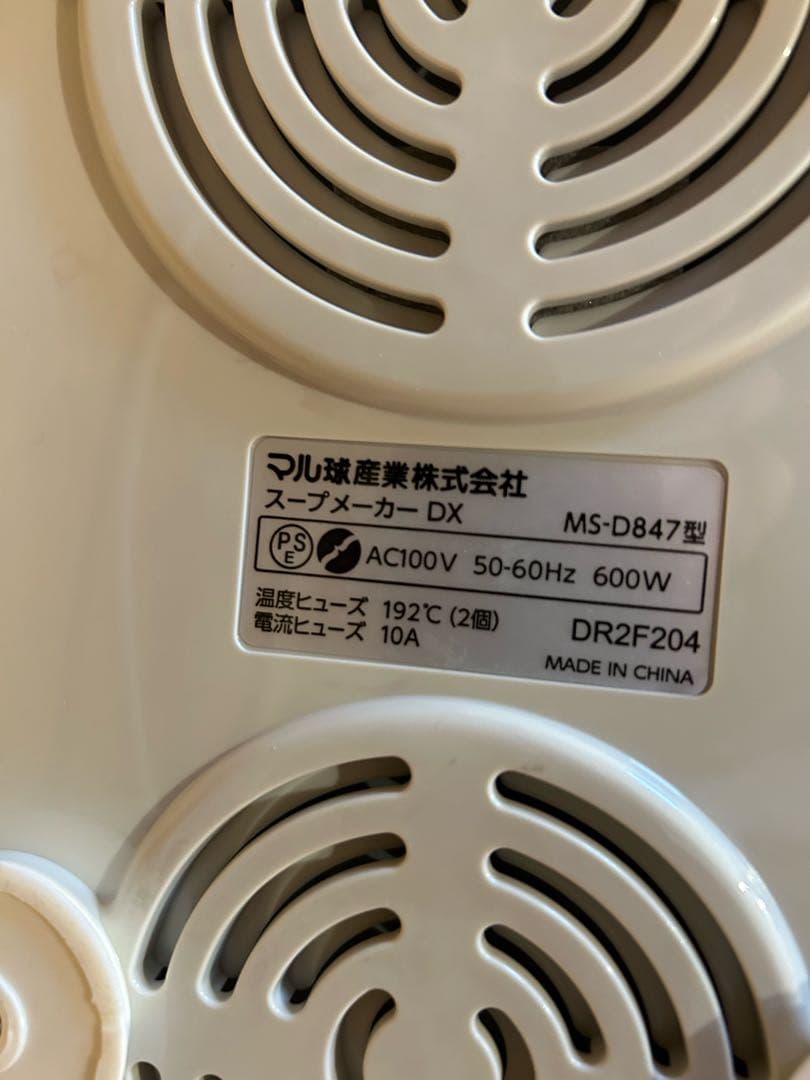 マル球産業株式会社
スープメーカー DX MS-D847型
PS E AC100V 50-60Hz 600W
温度ヒューズ 192℃ (2個)
電流ヒューズ 10A DR2F204
MADE IN CHINA